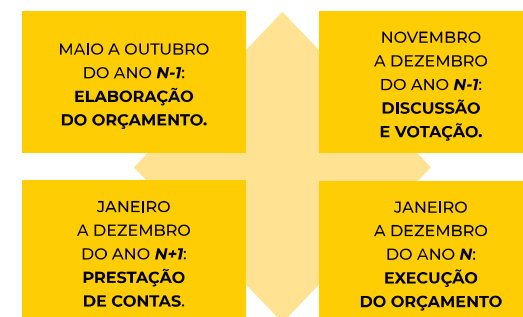 MAIO A OUTUBRO
DO ANO N-1:
ELABORAÇÃO
DO ORÇAMENTO.
NOVEMBRO
A DEZEMBRO
DO ANO N-1:
DISCUSSÃO
E VOTAÇÃO.
JANEIRO
A DEZEMBRO
DO ANO N+1:
PRESTAÇÃO
DE CONTAS.
JANEIRO
A DEZEMBRO
DO ANO N:
EXECUÇÃO
DO ORÇAMENTO